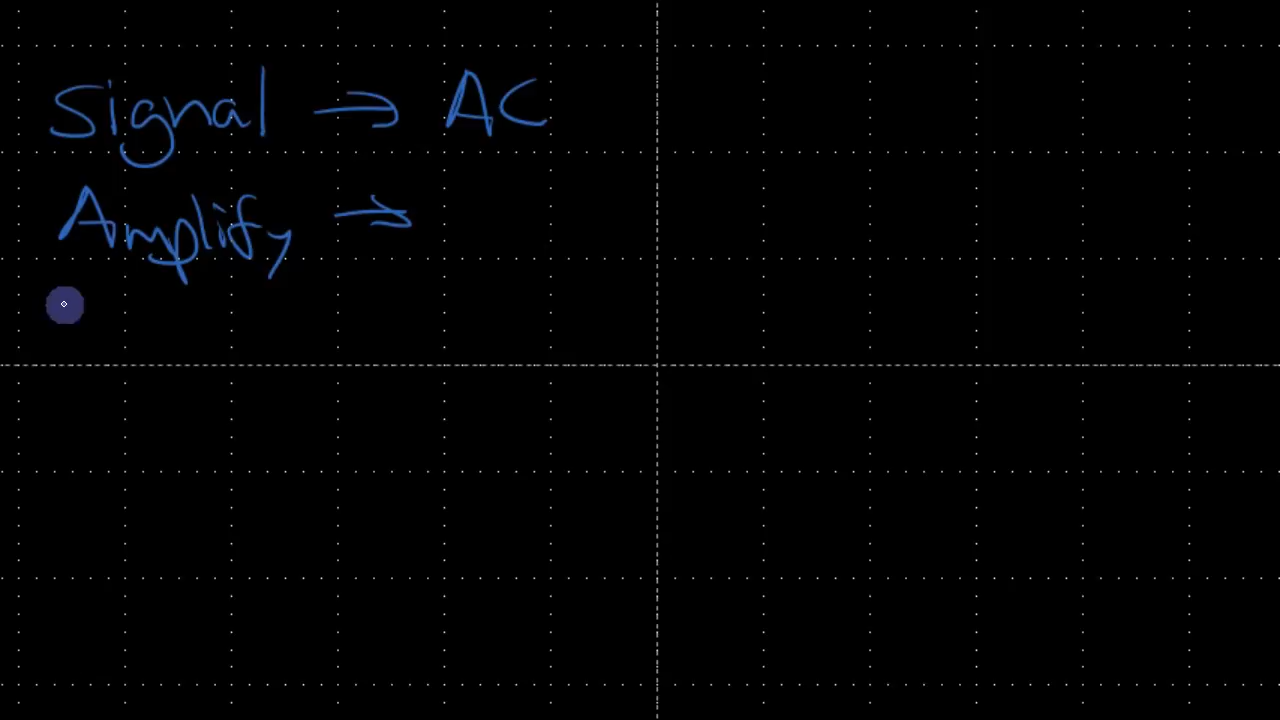 Signal → AC
Amplify →